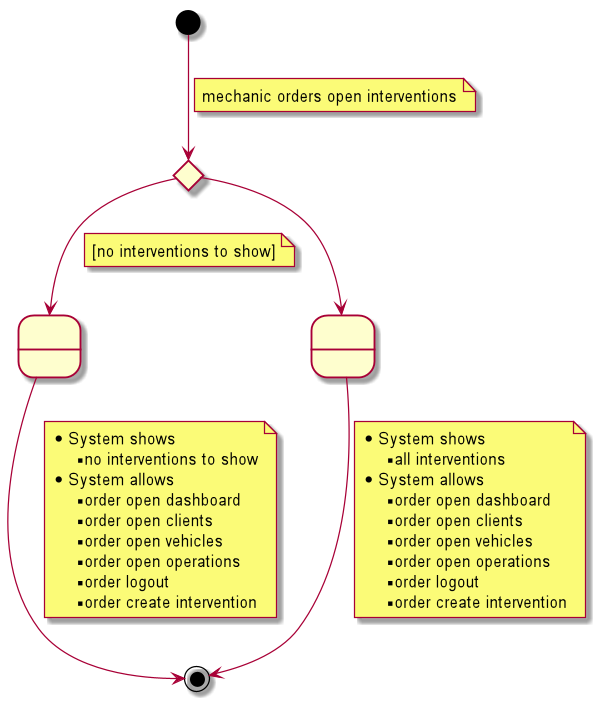 mechanic orders open interventions
[no interventions to show]
System shows
no interventions to show
System allows
order open dashboard
order open clients
order open vehicles
order open operations
order logout
order create intervention
System shows
all interventions
System allows
order open dashboard
order open clients
order open vehicles
order open operations
order logout
order create intervention